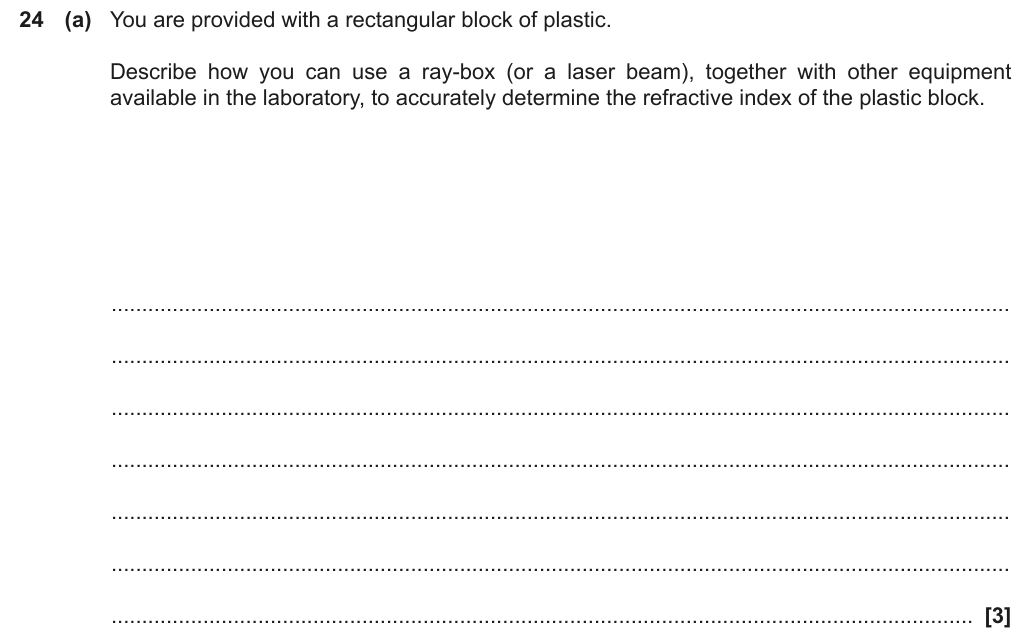 24 (a) You are provided with a rectangular block of plastic.
Describe how you can use a ray-box (or a laser beam), together with other equipment
available in the laboratory, to accurately determine the refractive index of the plastic block.
....................................................................................................................................................
....................................................................................................................................................
....................................................................................................................................................
....................................................................................................................................................
....................................................................................................................................................
....................................................................................................................................................
.............................................................................................................................................. [3]